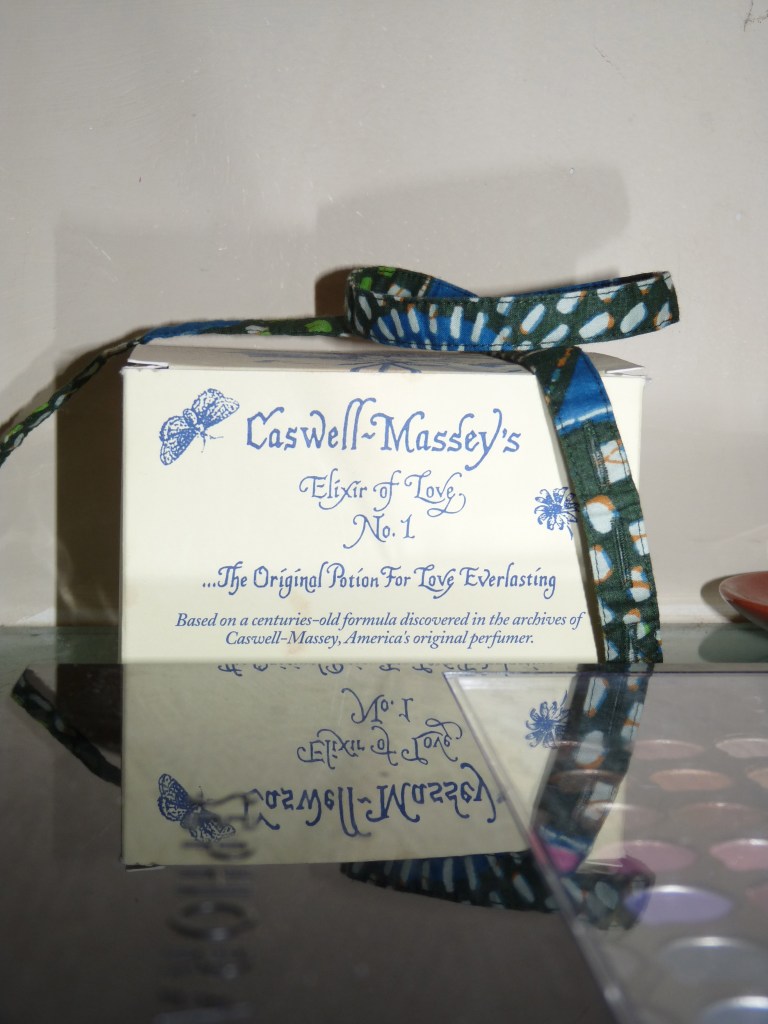 Caswell~Massey's
Elixir of Love
No. 1
...The Original Potion For Love Everlasting
Based on a centuries-old formula discovered in the archives of
Caswell-Massey, America's original perfumer.
SEPHORA